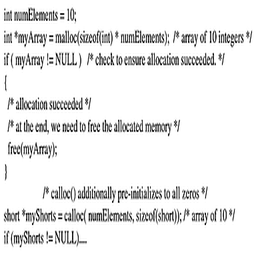 int numElements = 10;
int *myArray = malloc(sizeof(int) * numElements); /* array of 10 integers */
if ( myArray != NULL ) /* check to ensure allocation succeeded. */
{
/* allocation succeeded */
/* at the end, we need to free the allocated memory */
free(myArray);
}
/* calloc() additionally pre-initializes to all zeros */
short *myShorts = calloc( numElements, sizeof(short)); /* array of 10 */
if (myShorts != NULL)....